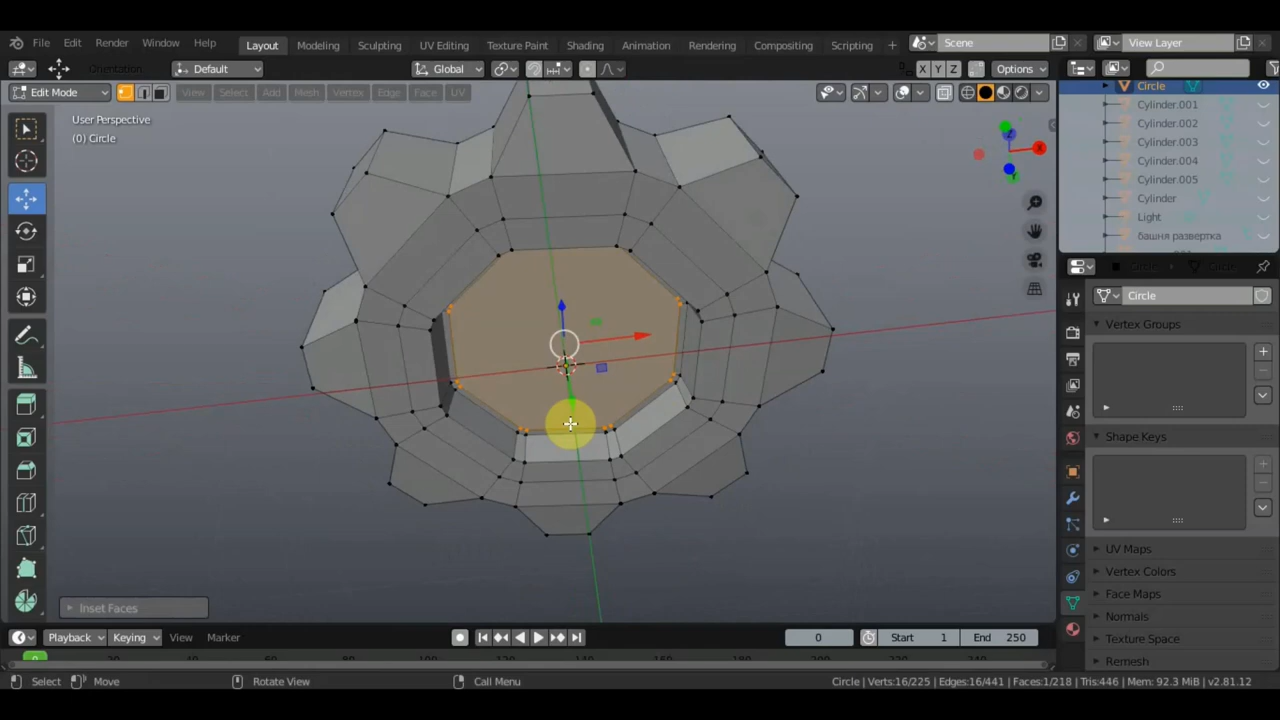 File Edit Render Window Help Layout Modeling Sculpting UV Editing Texture Paint Shading Animation Rendering Compositing Scripting + Scene View Layer
Orientation Default Global X Y Z Options
Edit Mode View Select Add Mesh Vertex Edge Face UV
Circle
User Perspective
(0) Circle
Cylinder.001
Cylinder.002
Cylinder.003
Cylinder.004
Cylinder.005
Cylinder
Light
башня развертка
X
Y
Z
Circle
Circle
Vertex Groups
Shape Keys
UV Maps
Vertex Colors
Face Maps
Normals
Texture Space
Remesh
Inset Faces
Playback Keying View Marker 0 Start 1 End 250
0
Select Move Rotate View Call Menu Circle | Verts:16/225 | Edges:16/441 | Faces:1/218 | Tris:446 | Mem: 92.3 MiB | v2.81.12